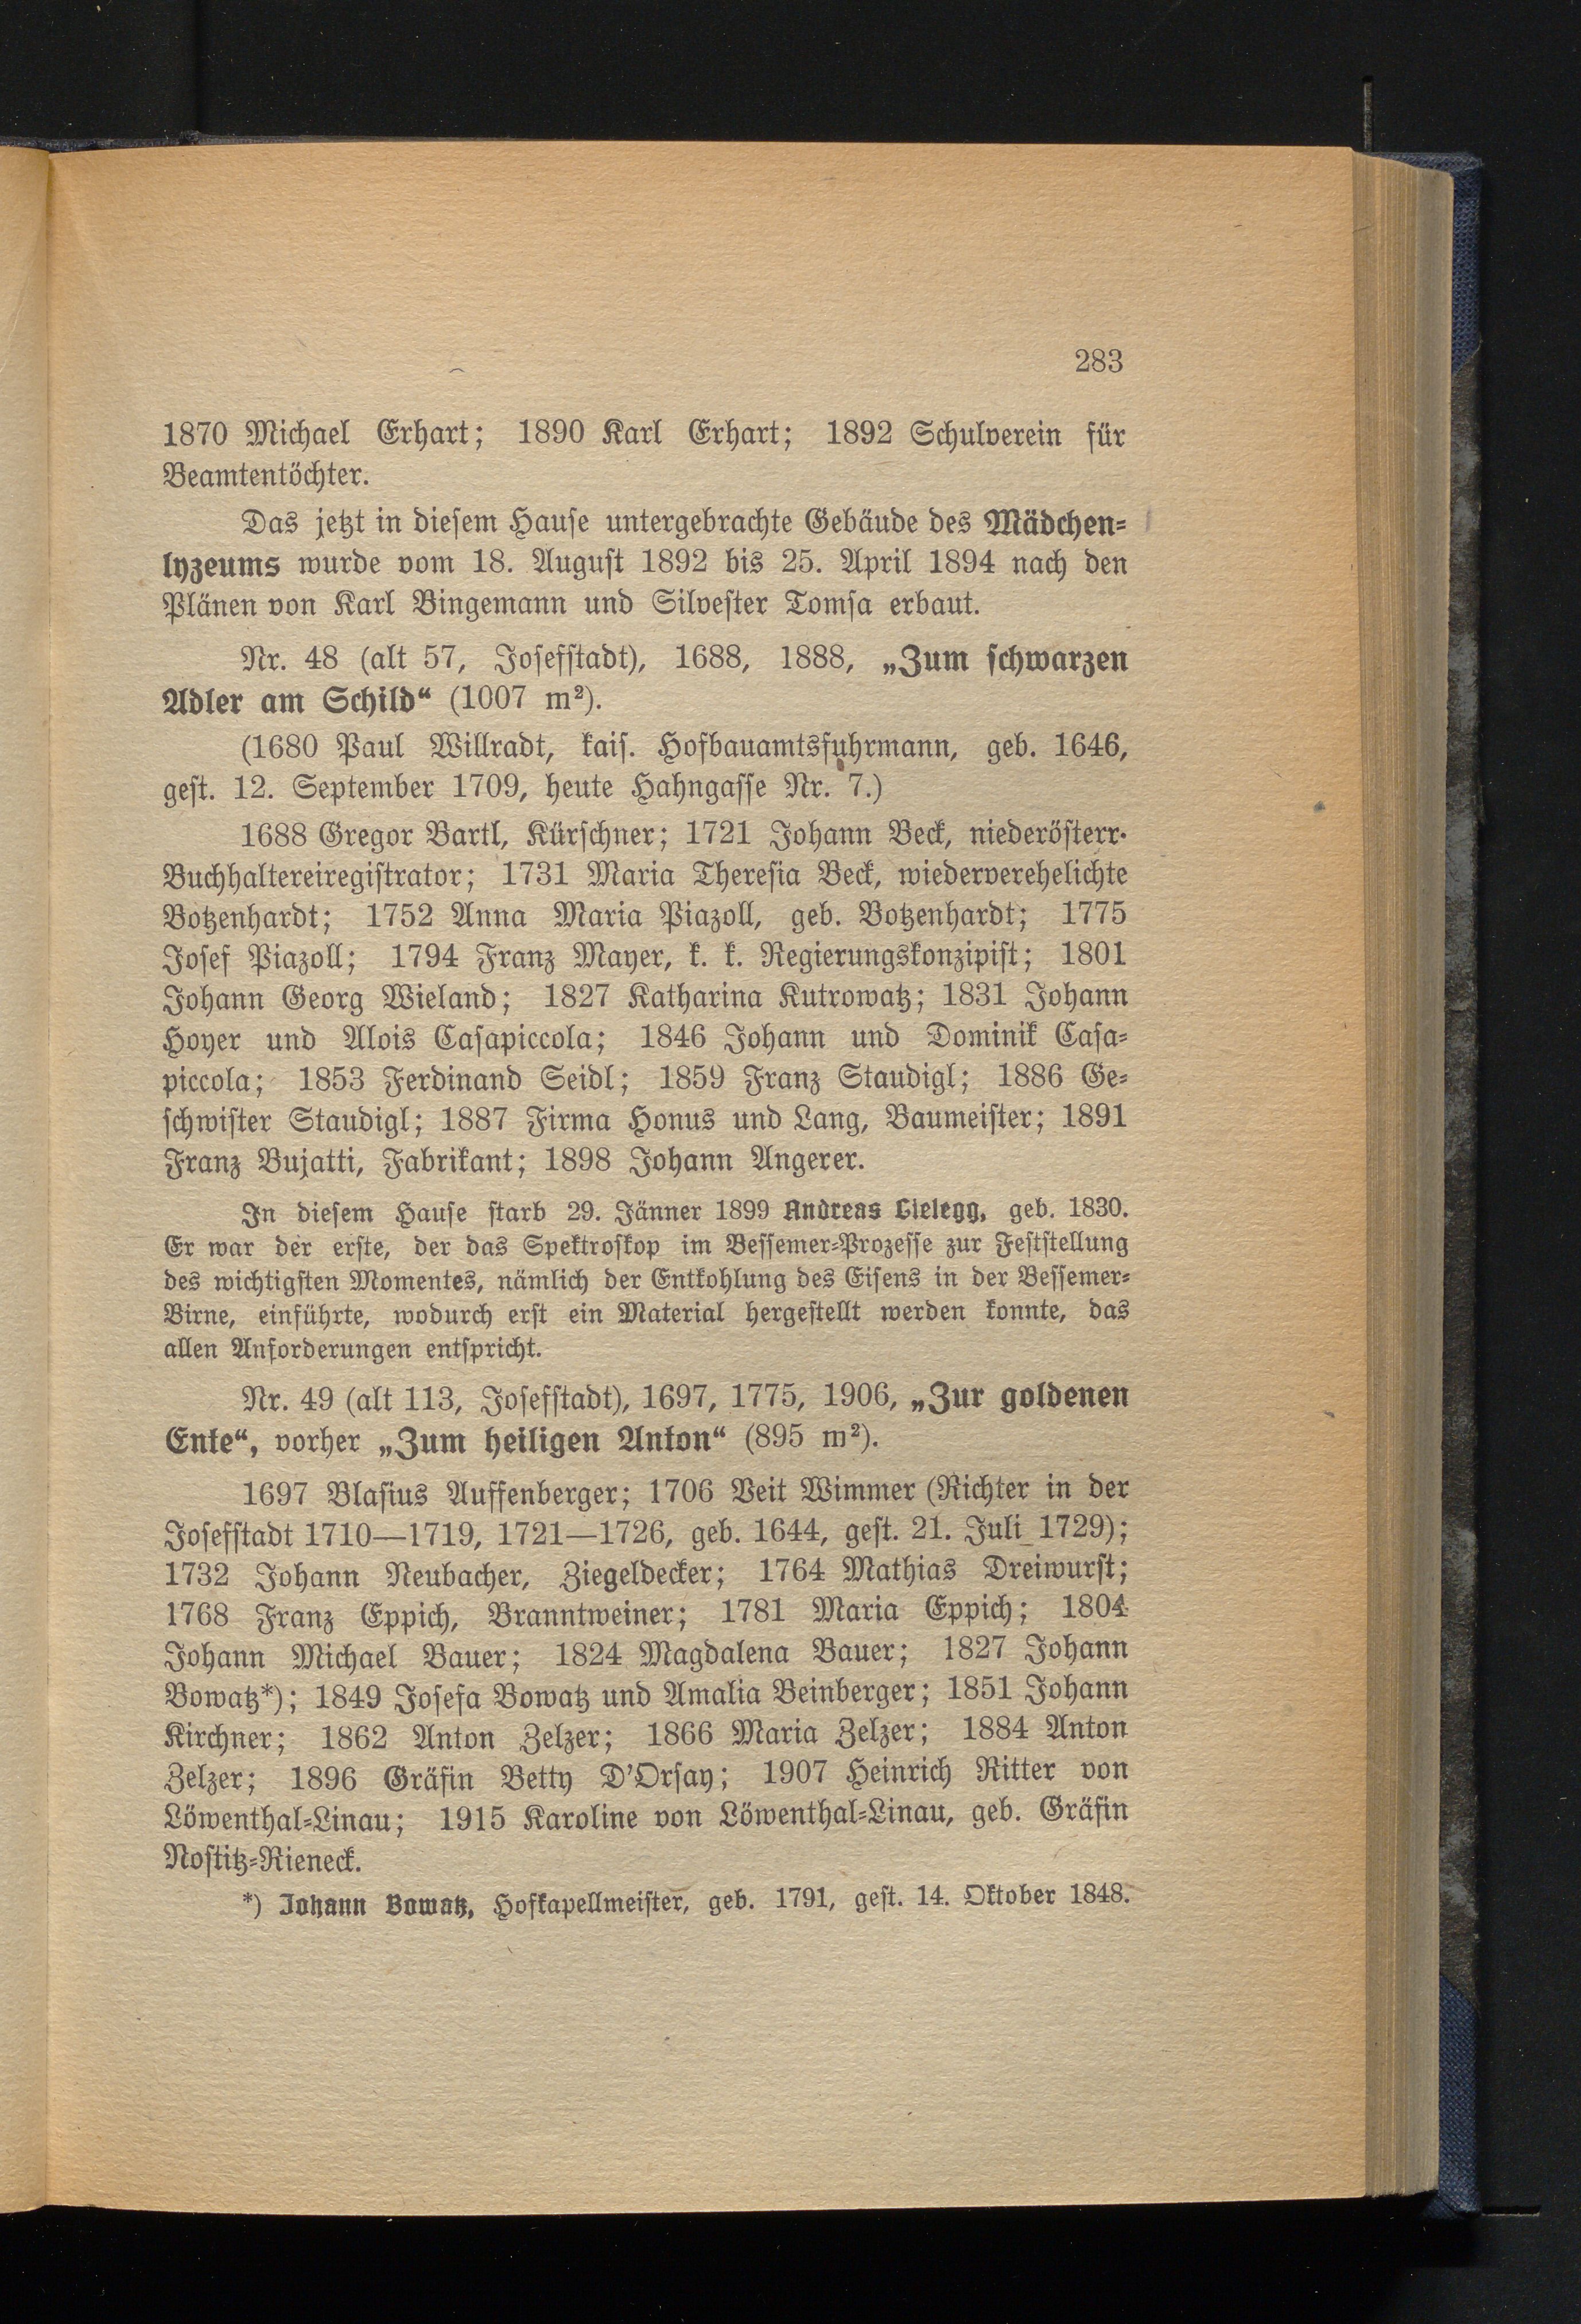 283
1870 Michael Erhart; 1890 Karl Erhart; 1892 Schulverein für
Beamtentöchter.
Das jetzt in diesem Hause untergebrachte Gebäude des Mädchen-
lyzeums wurde vom 18. August 1892 bis 25. April 1894 nach den
Plänen von Karl Bingemann und Silvester Tomsa erbaut.
Nr. 48 (alt 57, Josefstadt), 1688, 1888, „Zum schwarzen
Adler am Schild“ (1007 m²).
(1680 Paul Willradt, kais. Hofbauamtsfuhrmann, geb. 1646,
gest. 12. September 1709, heute Hahngasse Nr. 7.)
1688 Gregor Bartl, Kürschner; 1721 Johann Beck, niederösterr.
Buchhaltereiregistrator; 1731 Maria Theresia Beck, wiederverehelichte
Botzenhardt; 1752 Anna Maria Piazoll, geb. Botzenhardt; 1775
Josef Piazoll; 1794 Franz Mayer, k. k. Regierungskonzipist; 1801
Johann Georg Wieland; 1827 Katharina Kutrowatz; 1831 Johann
Hoyer und Alois Casapiccola; 1846 Johann und Dominik Casa-
piccola; 1853 Ferdinand Seidl; 1859 Franz Staudigl; 1886 Ge-
schwister Staudigl; 1887 Firma Honus und Lang, Baumeister; 1891
Franz Bujatti, Fabrikant; 1898 Johann Angerer.
In diesem Hause starb 29. Jänner 1899 Andreas Lielegg, geb. 1830.
Er war der erste, der das Spektroskop im Bessemer-Prozesse zur Feststellung
des wichtigsten Momentes, nämlich der Entkohlung des Eisens in der Bessemer-
Birne, einführte, wodurch erst ein Material hergestellt werden konnte, das
allen Anforderungen entspricht.
Nr. 49 (alt 113, Josefstadt), 1697, 1775, 1906, „Zur goldenen
Ente“, vorher „Zum heiligen Anton“ (895 m²).
1697 Blasius Auffenberger; 1706 Veit Wimmer (Richter in der
Josefstadt 1710—1719, 1721—1726, geb. 1644, gest. 21. Juli 1729);
1732 Johann Neubacher, Ziegeldecker; 1764 Mathias Dreiwurst;
1768 Franz Eppich, Branntweiner; 1781 Maria Eppich; 1804
Johann Michael Bauer; 1824 Magdalena Bauer; 1827 Johann
Bowatz*); 1849 Josefa Bowatz und Amalia Beinberger; 1851 Johann
Kirchner; 1862 Anton Zelzer; 1866 Maria Zelzer; 1884 Anton
Zelzer; 1896 Gräfin Betty D'Orsay; 1907 Heinrich Ritter von
Löwenthal-Linau; 1915 Karoline von Löwenthal-Linau, geb. Gräfin
Nostitz-Rieneck.
*) Johann Bowatz, Hofkapellmeister, geb. 1791, gest. 14. Oktober 1848.